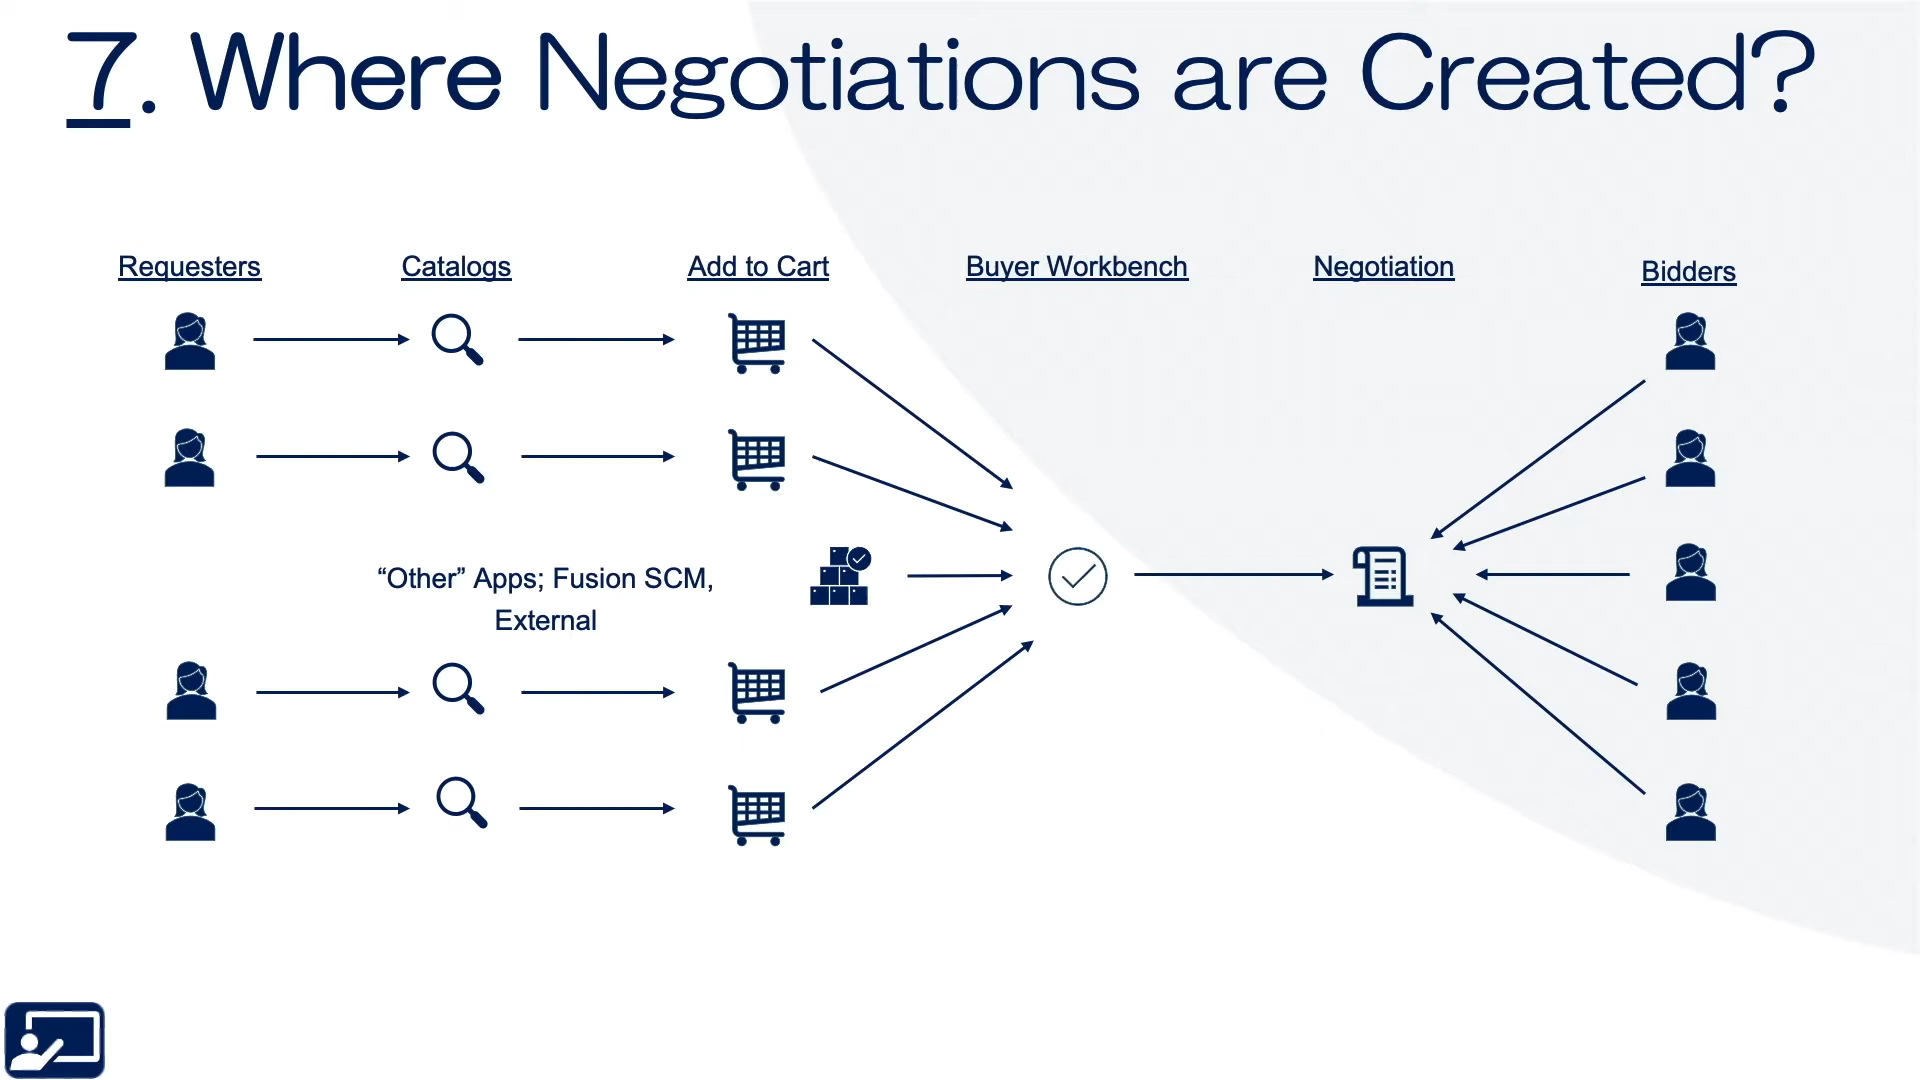 7. Where Negotiations are Created?
Requesters
Catalogs
Add to Cart
Buyer Workbench
Negotiation
Bidders
“Other” Apps; Fusion SCM,
External